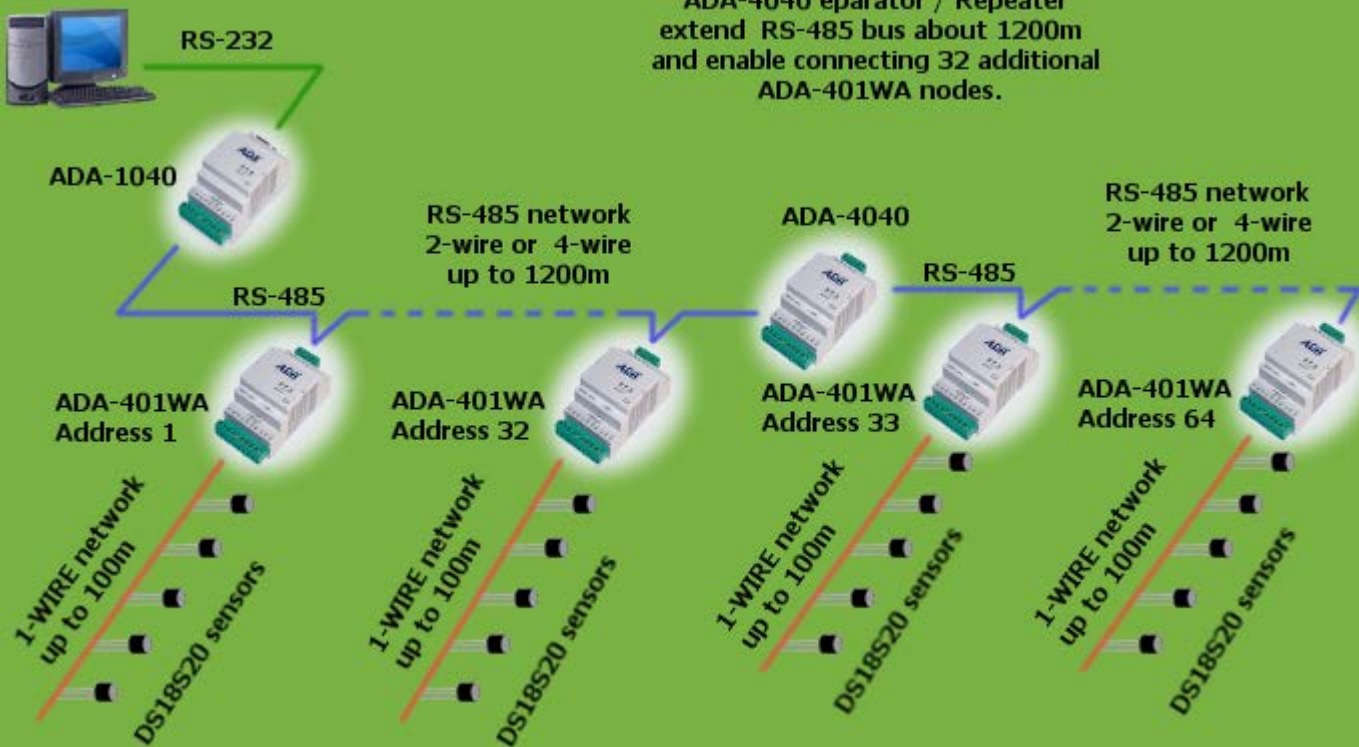 ADA-4040 eparator / Repeater
extend RS-485 bus about 1200m
and enable connecting 32 additional
ADA-401WA nodes.
RS-232
ADA-1040
RS-485 network
2-wire or 4-wire
up to 1200m
ADA-4040
RS-485 network
2-wire or 4-wire
up to 1200m
RS-485
RS-485
ADA-401WA
Address 1
ADA-401WA
Address 32
ADA-401WA
Address 33
ADA-401WA
Address 64
1-WIRE network
up to 100m
DS18S20 sensors
1-WIRE network
up to 100m
DS18S20 sensors
1-WIRE network
up to 100m
DS18S20 sensors
1-WIRE network
up to 100m
DS18S20 sensors